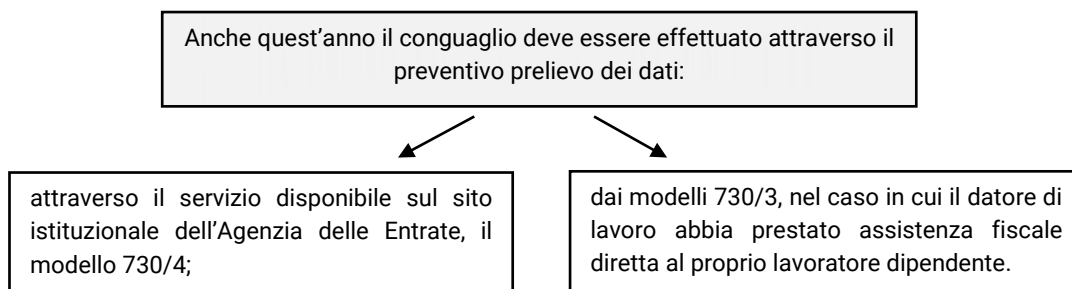 Anche quest’anno il conguaglio deve essere effettuato attraverso il
preventivo prelievo dei dati:
attraverso il servizio disponibile sul sito
istituzionale dell’Agenzia delle Entrate, il
modello 730/4;
dai modelli 730/3, nel caso in cui il datore di
lavoro abbia prestato assistenza fiscale
diretta al proprio lavoratore dipendente.